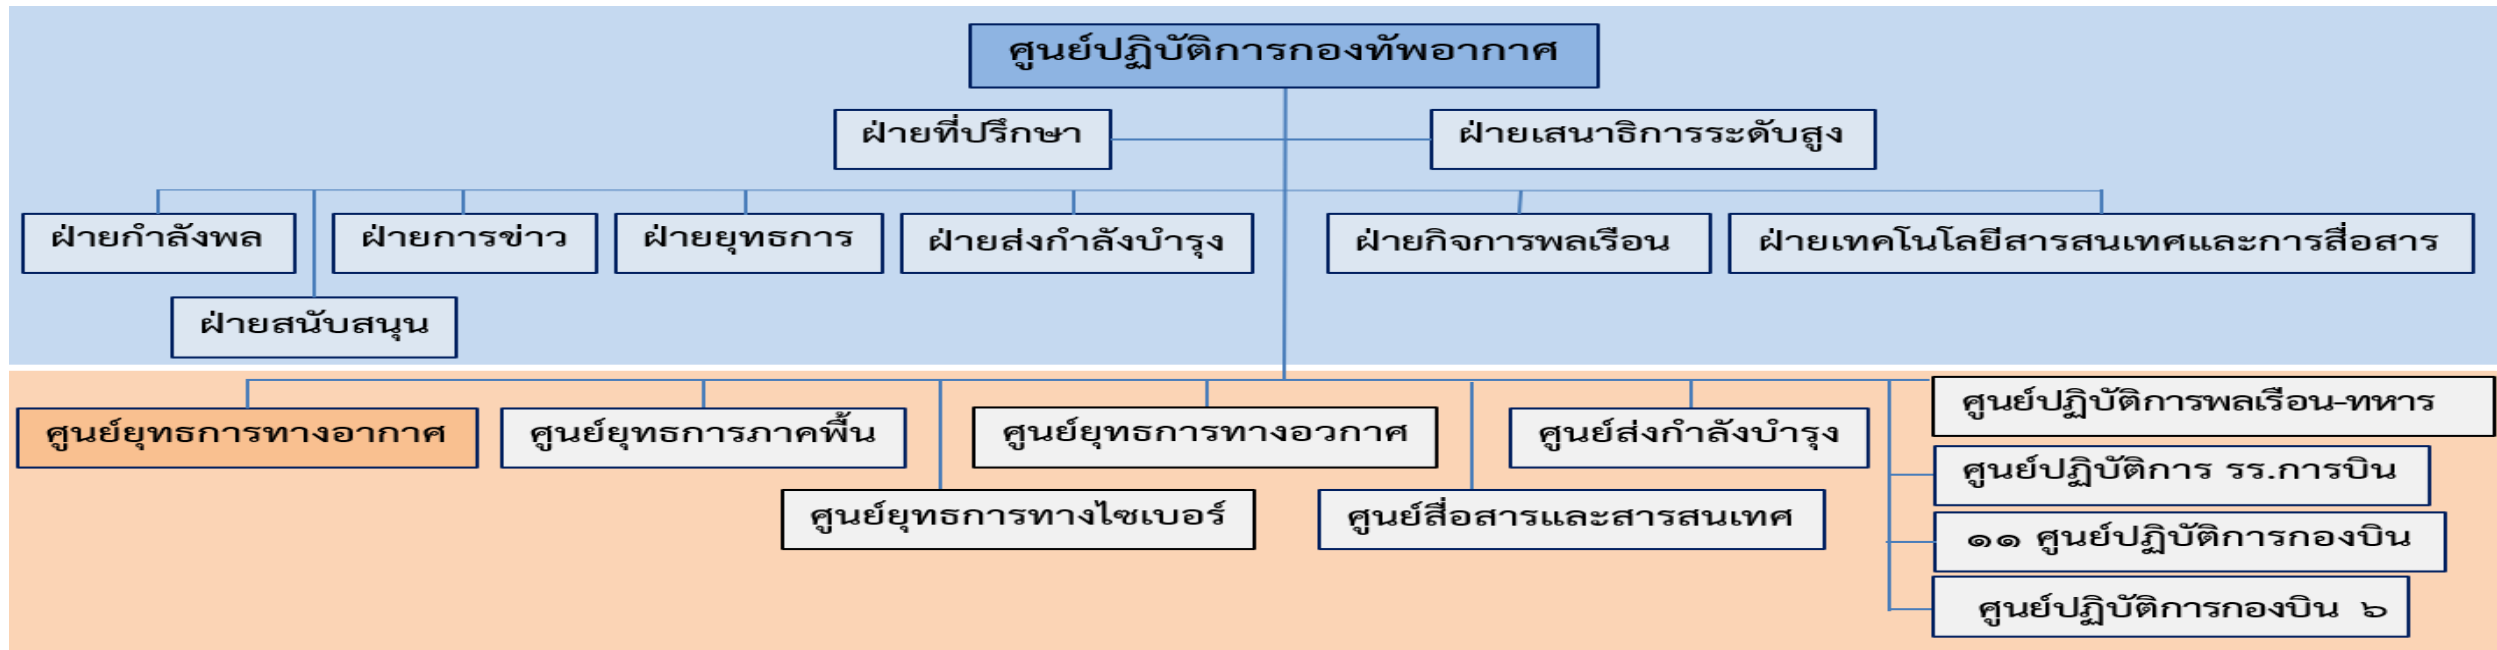 ศูนย์ปฏิบัติการกองทัพอากาศ
ฝ่ายที่ปรึกษา
ฝ่ายเสนาธิการระดับสูง
ฝ่ายกำลังพล
ฝ่ายการข่าว
ฝ่ายยุทธการ
ฝ่ายส่งกำลังบำรุง
ฝ่ายกิจการพลเรือน
ฝ่ายเทคโนโลยีสารสนเทศและการสื่อสาร
ฝ่ายสนับสนุน
ศูนย์ยุทธการทางอากาศ
ศูนย์ยุทธการภาคพื้น
ศูนย์ยุทธการทางอวกาศ
ศูนย์ส่งกำลังบำรุง
ศูนย์ยุทธการทางไซเบอร์
ศูนย์สื่อสารและสารสนเทศ
ศูนย์ปฏิบัติการพลเรือน-ทหาร
ศูนย์ปฏิบัติการ รร.การบิน
๑๑ ศูนย์ปฏิบัติการกองบิน
ศูนย์ปฏิบัติการกองบิน ๖